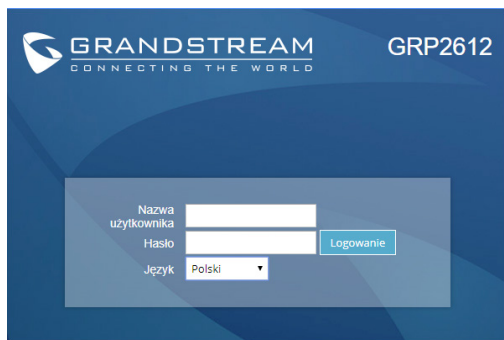 GRANDSTREAM
CONNECTING THE WORLD
GRP2612
Nazwa
użytkownika
Hasło
Logowanie
Język
Polski